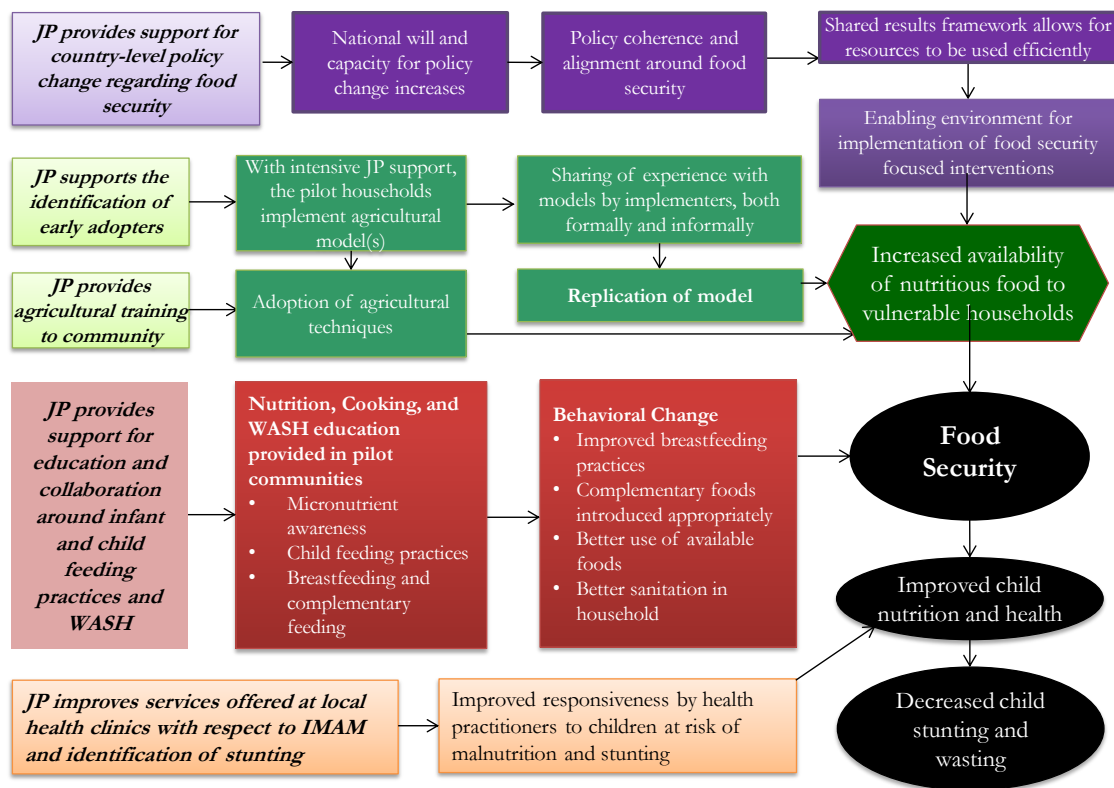 JP provides support for
country-level policy
change regarding food
security
National will and
capacity for policy
change increases
Policy coherence and
alignment around food
security
Shared results framework allows for
resources to be used efficiently
Enabling environment for
implementation of food security
focused interventions
JP supports the
identification of
early adopters
With intensive JP support,
the pilot households
implement agricultural
model(s)
Sharing of experience with
models by implementers, both
formally and informally
Increased availability
of nutritious food to
vulnerable households
JP provides
agricultural training
to community
Adoption of agricultural
techniques
Replication of model
JP provides
support for
education and
collaboration
around infant
and child
feeding
practices and
WASH
Nutrition, Cooking, and
WASH education
provided in pilot
communities
• Micronutrient
awareness
• Child feeding practices
• Breastfeeding and
complementary
feeding
Behavioral Change
• Improved breastfeeding
practices
• Complementary foods
introduced appropriately
• Better use of available
foods
• Better sanitation in
household
Food
Security
Improved child
nutrition and health
JP improves services offered at local
health clinics with respect to IMAM
and identification of stunting
Improved responsiveness by health
practitioners to children at risk of
malnutrition and stunting
Decreased child
stunting and
wasting